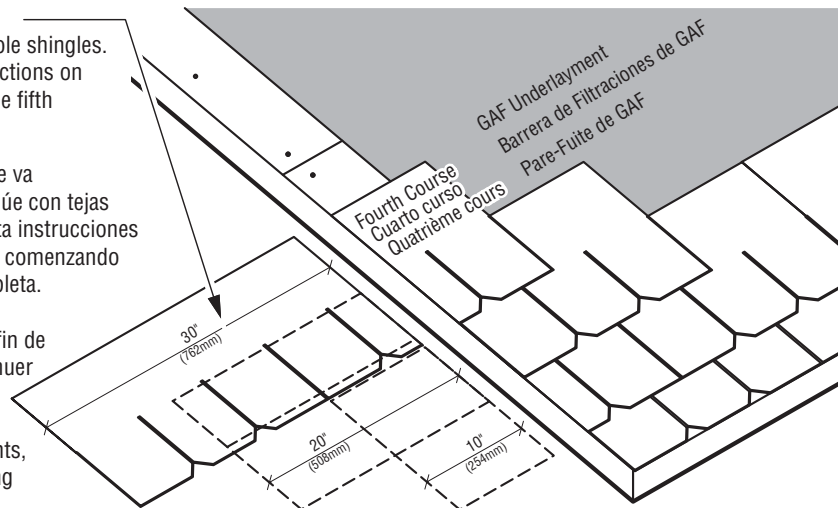 ple shingles.
ctions on
e fifth
e va
úe con tejas
ta instrucciones
comenzando
oleta.
fin de
nuer
nts,
ng
GAF Underlayment
Barrera de Filtraciones de GAF
Pare-Fuite de GAF
Fourth Course
Cuarto curso
Quatrième cours
30"
(762mm)
20"
(508mm)
10"
(254mm)